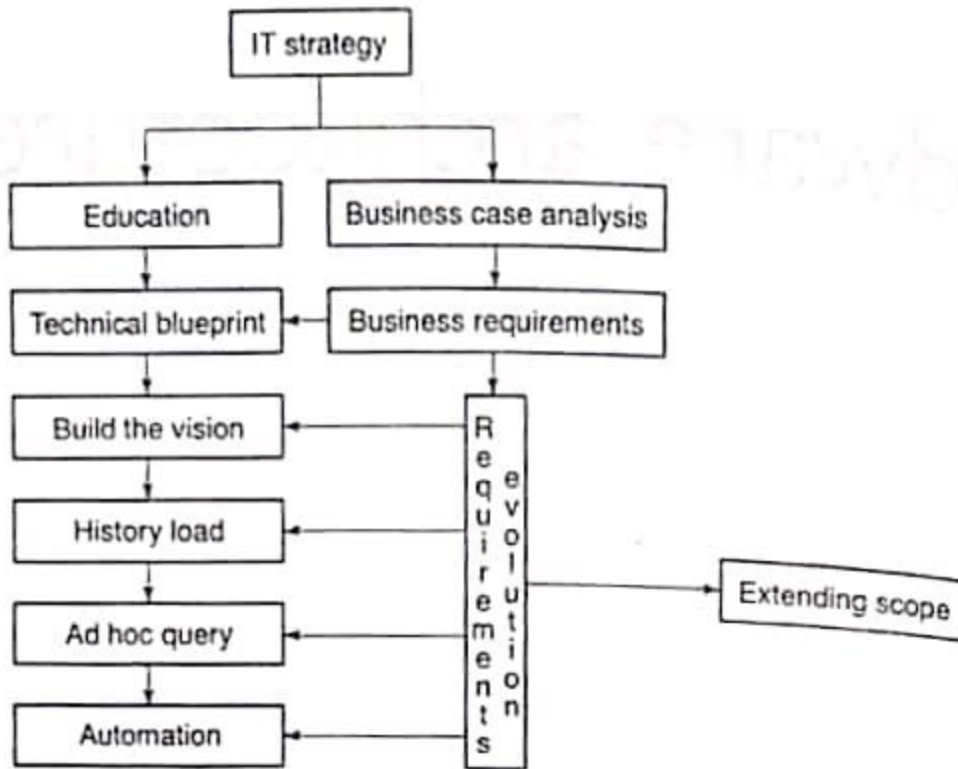 IT strategy
Education
Business case analysis
Technical blueprint
Business requirements
Build the vision
Requirements
evolution
History load
Extending scope
Ad hoc query
Automation